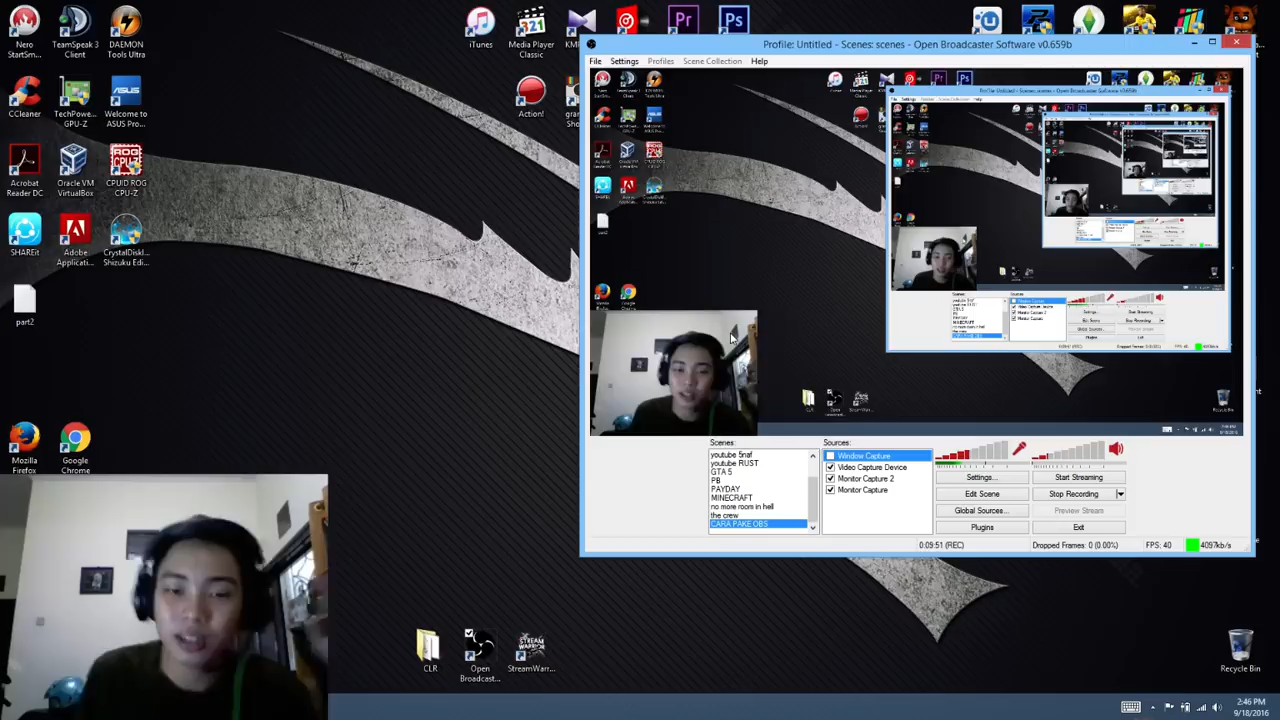 Nero StartSm...
TeamSpeak 3 Client
DAEMON Tools Ultra
iTunes
Media Player Classic
CCleaner
TechPowe... GPU-Z
Welcome to ASUS Pro...
Action!
Acrobat Reader DC
Oracle VM VirtualBox
CPUID ROG CPU-Z
SHAREit
Adobe Applicati...
CrystalDisk... Shizuku Edi...
part2
Mozilla Firefox
Google Chrome
CLR
Open Broadcast...
StreamWarr...
Recycle Bin
Profile: Untitled - Scenes: scenes - Open Broadcaster Software v0.659b
File Settings Profiles Scene Collection Help
Scenes:
youtube 5naf
youtube RUST
GTA 5
PB
PAYDAY
MINECRAFT
no more room in hell
the crew
CARA PAKE OBS
Sources:
Window Capture
Video Capture Device
Monitor Capture 2
Monitor Capture
Settings...
Start Streaming
Edit Scene
Stop Recording
Global Sources...
Preview Stream
Plugins
Exit
0:09:51 (REC)
Dropped Frames: 0 (0.00%)
FPS: 40
4097kb/s
2:46 PM
9/18/2016